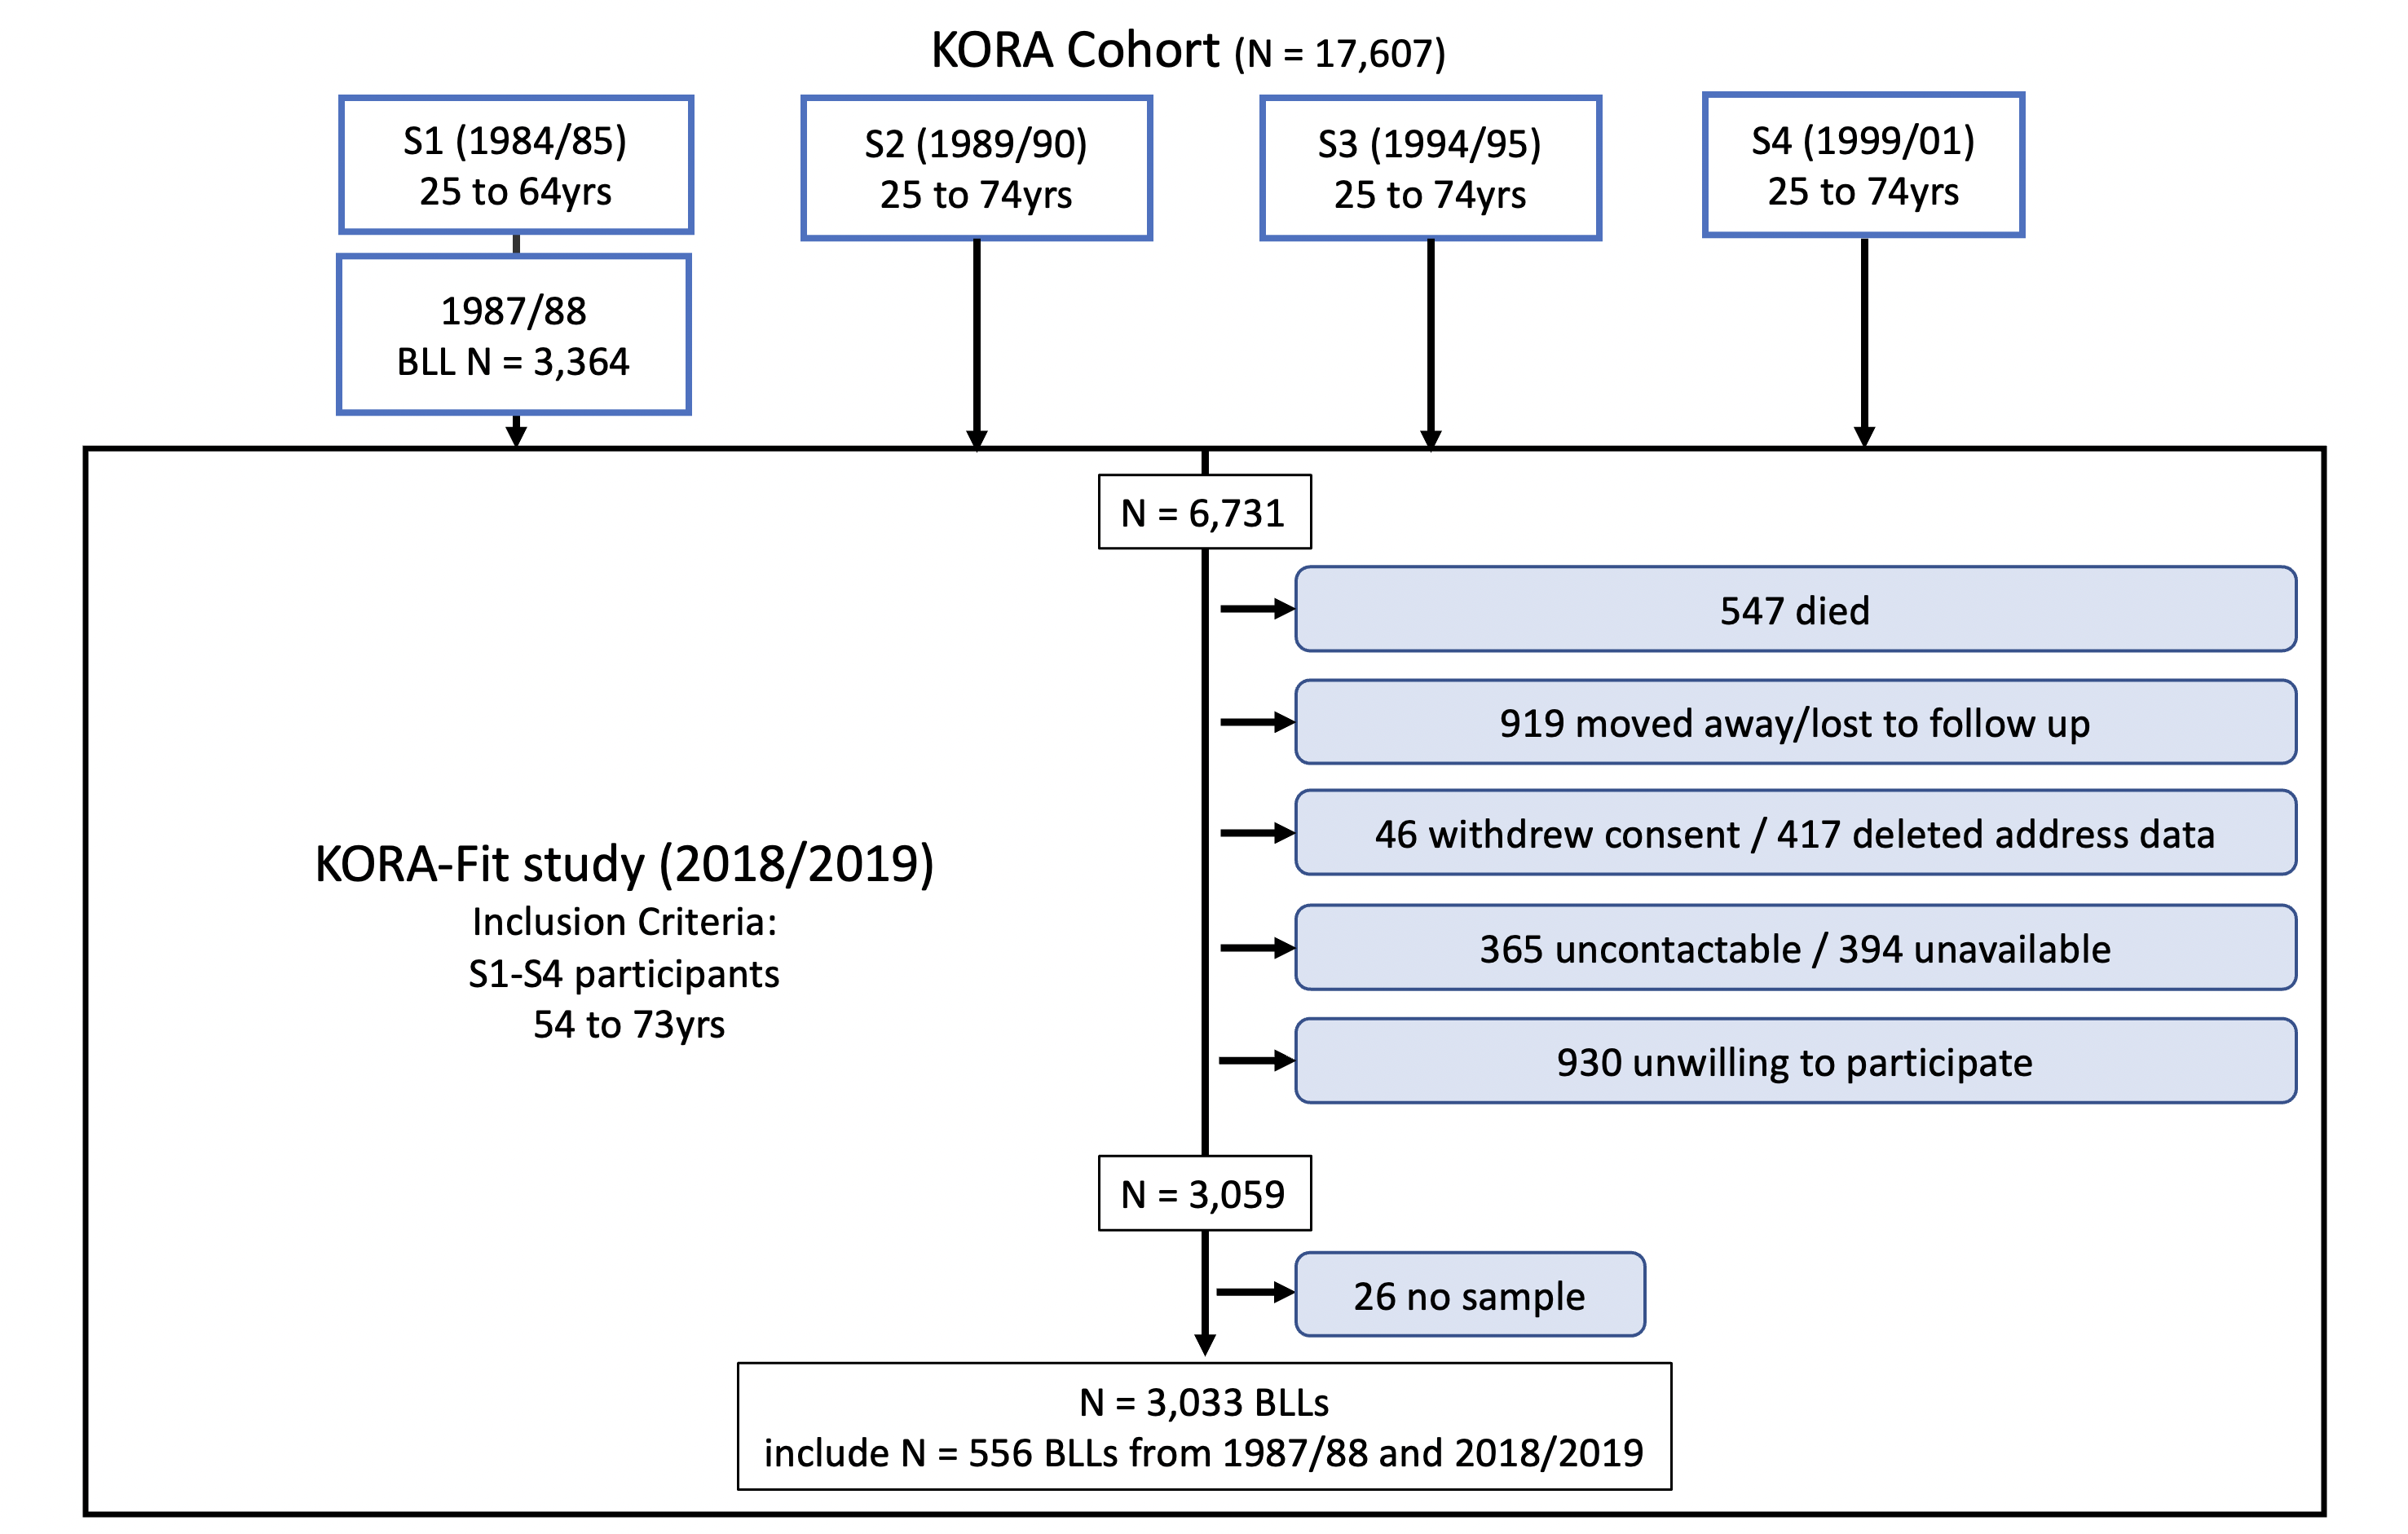 KORA Cohort (N = 17,607)
S1 (1984/85)
25 to 64yrs
S2 (1989/90)
25 to 74yrs
S3 (1994/95)
25 to 74yrs
S4 (1999/01)
25 to 74yrs
1987/88
BLL N = 3,364
N = 6,731
547 died
919 moved away/lost to follow up
46 withdrew consent / 417 deleted address data
365 uncontactable / 394 unavailable
930 unwilling to participate
KORA-Fit study (2018/2019)
Inclusion Criteria:
S1-S4 participants
54 to 73yrs
N = 3,059
26 no sample
N = 3,033 BLLs
include N = 556 BLLs from 1987/88 and 2018/2019